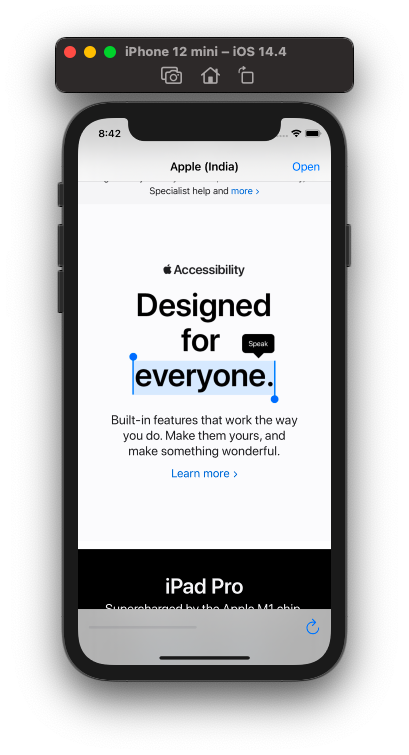 iPhone 12 mini – iOS 14.4
8:42
Apple (India)
Open
Specialist help and more ›
Accessibility
Designed
for
Speak
everyone.
Built-in features that work the way
you do. Make them yours, and
make something wonderful.
Learn more ›
iPad Pro
Supercharged by the Apple M1 chip.